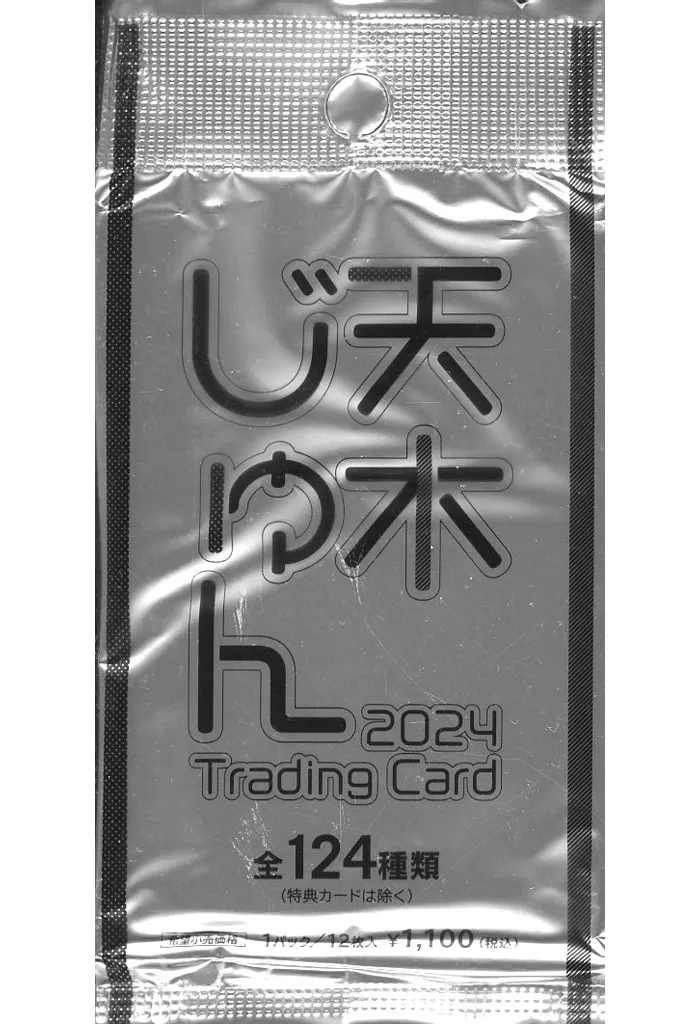 天木
じゅん
2024
Trading Card
全124種類
(特典カードは除く)
希望小売価格 1パック/12枚入 ¥1,100(税込)